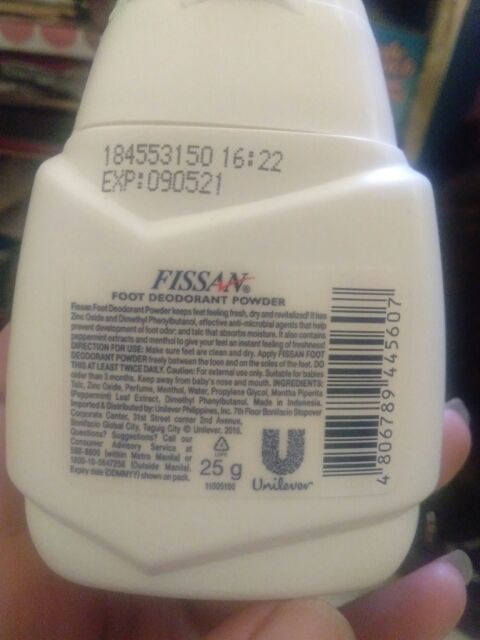 184553150 16:22
EXP:090521
FISSAN®
FOOT DEODORANT POWDER
Fissan Foot Deodorant Powder keeps feet feeling fresh, dry and revitalized! It has
Zinc Oxide and Dimethyl Phenylbutanol, effective anti-microbial agents that help
prevent development of foot odor; and talc that absorbs moisture. It also contains
peppermint extracts and menthol to give your feet an instant feeling of freshness!
DIRECTION FOR USE: Make sure feet are clean and dry. Apply FISSAN FOOT
DEODORANT POWDER freely between the toes and on the soles of the feet. DO
THIS AT LEAST TWICE DAILY. Caution: For external use only. Suitable for babies
older than 3 months. Keep away from baby's nose and mouth. INGREDIENTS:
Talc, Zinc Oxide, Perfume, Menthol, Water, Propylene Glycol, Mentha Piperita
(Peppermint) Leaf Extract, Dimethyl Phenylbutanol. Made in Indonesia.
Imported & Distributed by: Unilever Philippines, Inc. 7th Floor Bonifacio Stopover
Corporate Center, 31st Street corner 2nd Avenue,
Bonifacio Global City, Taguig City © Unilever, 2016.
Questions? Suggestions? Call our
Consumer Advisory Service at
588-8800 (within Metro Manila) or
1800-10-5647258 (Outside Manila).
Expiry date (DDMMYY) shown on pack.
25 g
Unilever
4 806789 445607